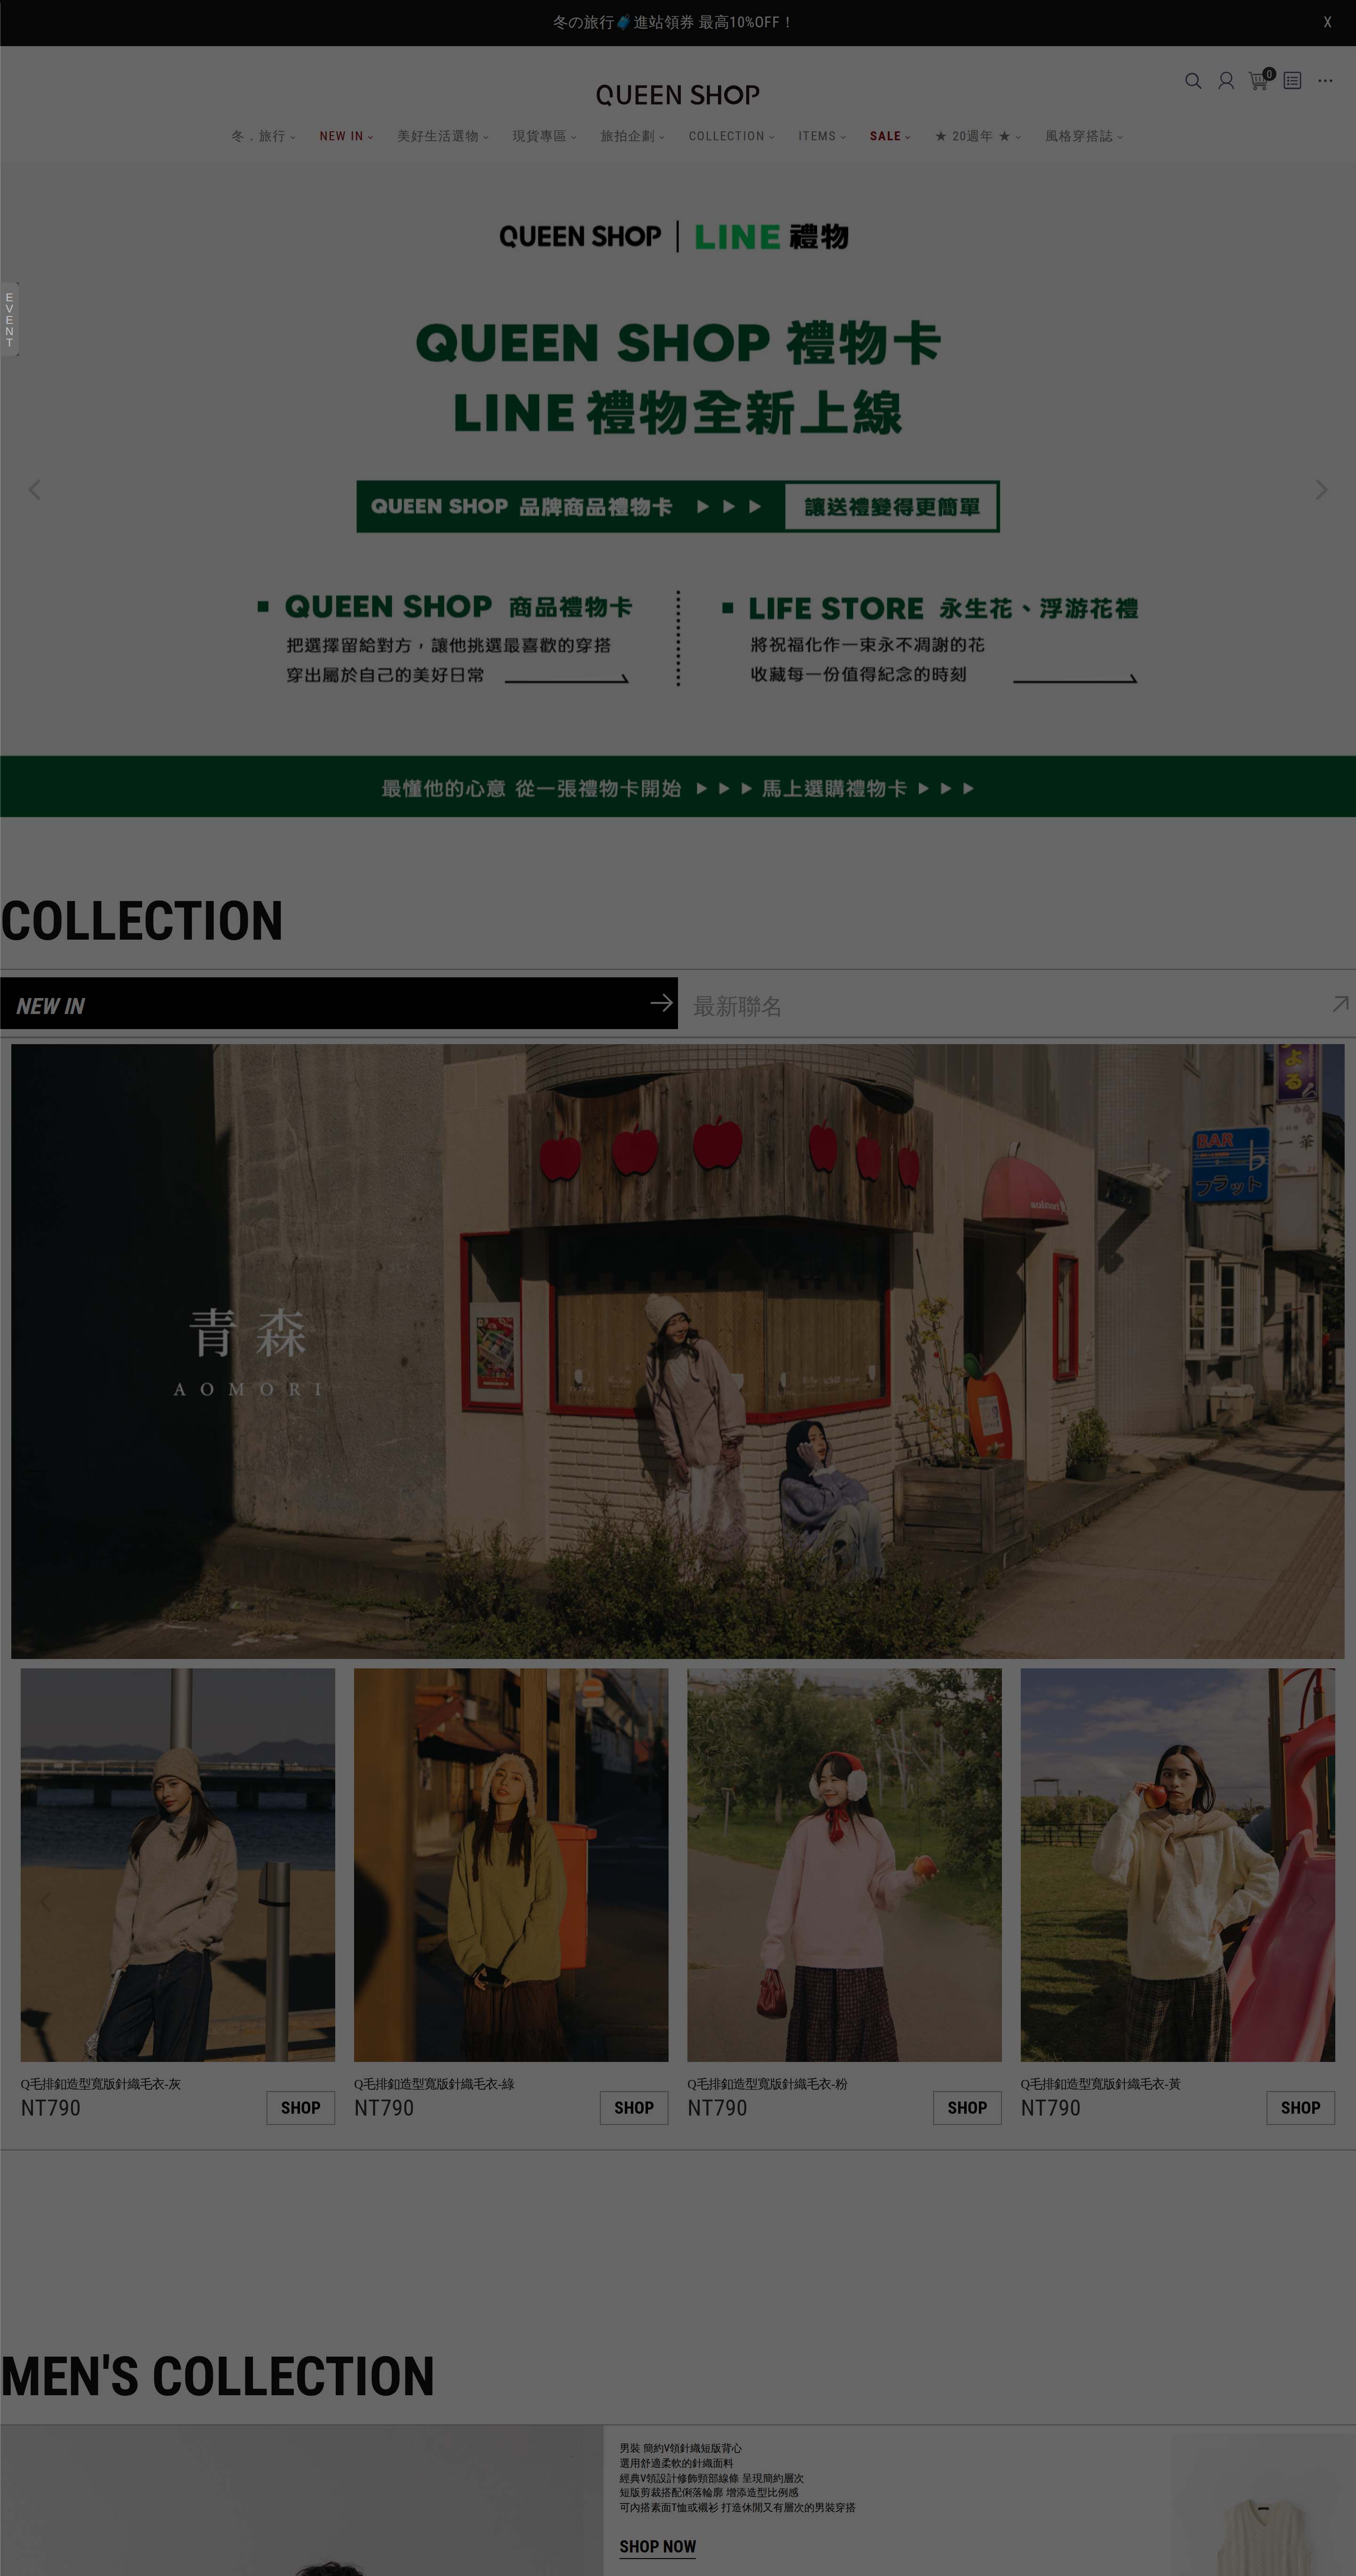 冬の旅行🧳進站領券 最高10%OFF！
X
0
QUEEN SHOP
冬．旅行
NEW IN
美好生活選物
現貨專區
旅拍企劃
COLLECTION
ITEMS
SALE
★ 20週年 ★
風格穿搭誌
EVENT
QUEEN SHOP | LINE 禮物
QUEEN SHOP 禮物卡
LINE 禮物全新上線
QUEEN SHOP 品牌商品禮物卡 ▶ ▶ ▶ 讓送禮變得更簡單
■ QUEEN SHOP 商品禮物卡
把選擇留給對方，讓他挑選最喜歡的穿搭
穿出屬於自己的美好日常
■ LIFE STORE 永生花、浮游花禮
將祝福化作一束永不凋謝的花
收藏每一份值得紀念的時刻
最懂他的心意 從一張禮物卡開始 ▶ ▶ ▶ 馬上選購禮物卡 ▶ ▶ ▶
COLLECTION
NEW IN
最新聯名
青森
AOMORI
BAR
フラット
一華
よる
Q毛排釦造型寬版針織毛衣-灰
NT790
SHOP
Q毛排釦造型寬版針織毛衣-綠
NT790
SHOP
Q毛排釦造型寬版針織毛衣-粉
NT790
SHOP
Q毛排釦造型寬版針織毛衣-黃
NT790
SHOP
MEN'S COLLECTION
男裝 簡約V領針織短版背心
選用舒適柔軟的針織面料
經典V領設計修飾頸部線條 呈現簡約層次
短版剪裁搭配俐落輪廓 增添造型比例感
可內搭素面T恤或襯衫 打造休閒又有層次的男裝穿搭
SHOP NOW